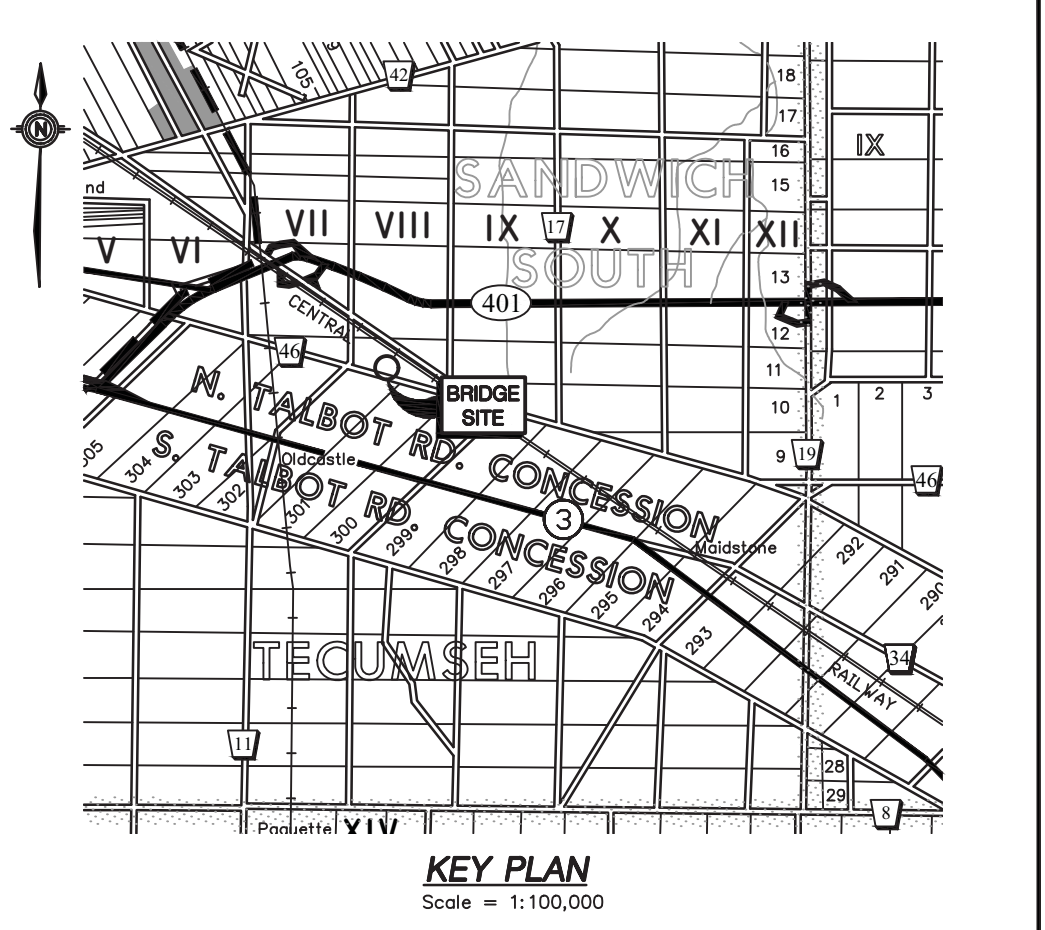 42
105
18
17
16
IX
N
SANDWICH
15
nd
VII
VIII
IX
17
X
XI
XII
V
VI
SOUTH
13
401
CENTRAL
12
46
11
N. TALBOT RD. CONCESSION
BRIDGE
SITE
1
2
3
10
S. TALBOT RD. CONCESSION
Oldcastle
305
304
303
302
301
300
299
298
297
296
295
294
293
9
19
46
3
Maidstone
292
291
290
TECUMSEH
34
RAILWAY
11
28
29
8
Paquette
XIV
KEY PLAN
Scale = 1:100,000